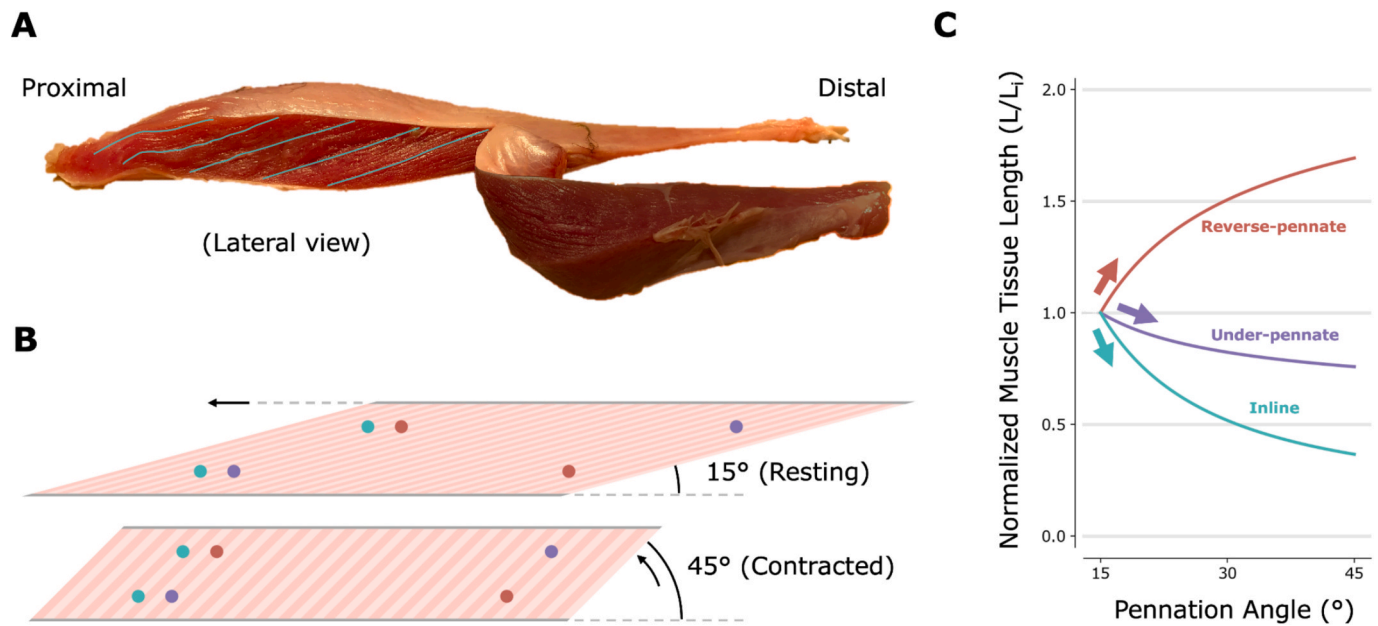 A
Proximal
Distal
(Lateral view)
B
15° (Resting)
45° (Contracted)
C
Normalized Muscle Tissue Length (L/Lᵢ)
2.0
1.5
1.0
0.5
0.0
Reverse-pennate
Under-pennate
Inline
15
30
45
Pennation Angle (°)